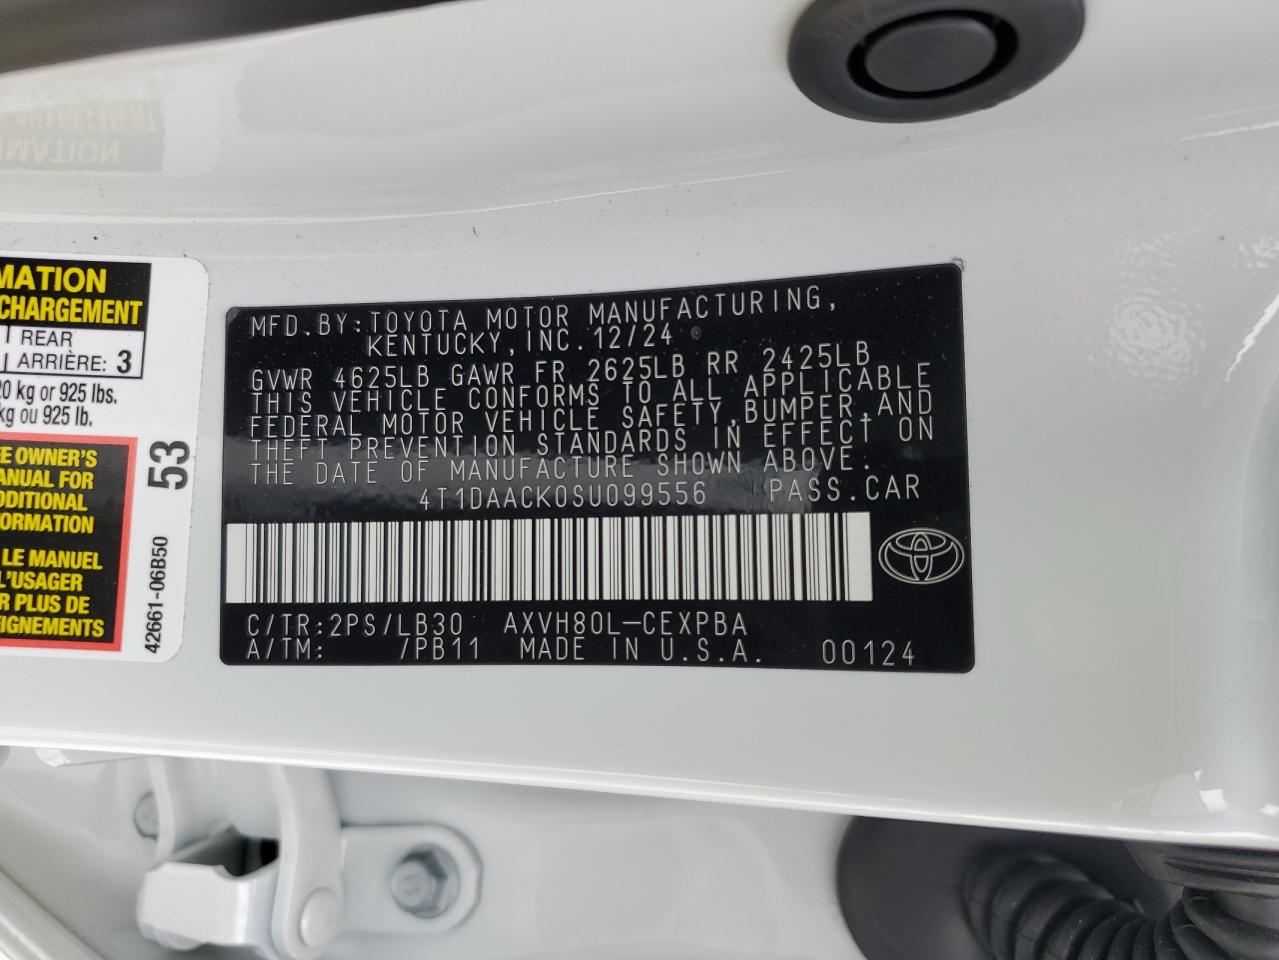 MATION
CHARGEMENT
REAR
ARRIÈRE: 3
20 kg or 925 lbs.
kg ou 925 lb.
EE OWNER'S
MANUAL FOR
DDITIONAL
FORMATION
LE MANUEL
L'USAGER
R PLUS DE
EIGNEMENTS
53
42661-06B50
MFD.BY:TOYOTA MOTOR MANUFACTURING,
KENTUCKY,INC.12/24
GVWR 4625LB GAWR FR 2625LB RR 2425LB
THIS VEHICLE CONFORMS TO ALL APPLICABLE
FEDERAL MOTOR VEHICLE SAFETY,BUMPER,AND
THEFT PREVENTION STANDARDS IN EFFECT ON
THE DATE OF MANUFACTURE SHOWN ABOVE.
4T1DAACK0SU099556 PASS.CAR
C/TR:2PS/LB30 AXVH80L-CEXPBA
A/TM: /PB11 MADE IN U.S.A. 00124